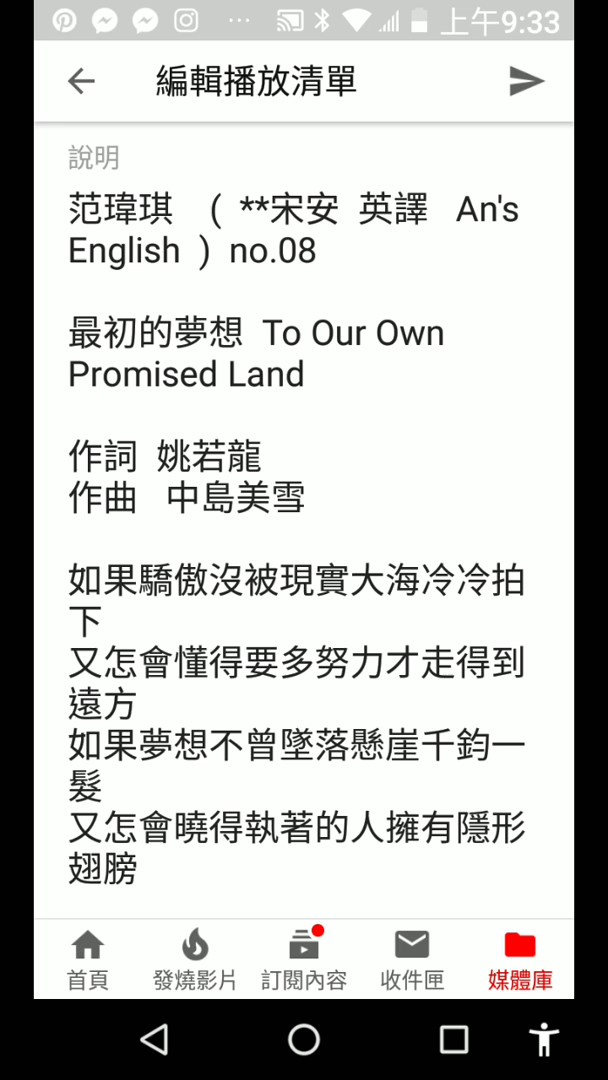 上午9:33
編輯播放清單
說明
范瑋琪 ( **宋安 英譯 An's
English ) no.08
最初的夢想 To Our Own
Promised Land
作詞 姚若龍
作曲 中島美雪
如果驕傲沒被現實大海冷冷拍
下
又怎會懂得要多努力才走得到
遠方
如果夢想不曾墜落懸崖千鈞一
髮
又怎會曉得執著的人擁有隱形
翅膀
首頁 發燒影片 訂閱內容 收件匣 媒體庫